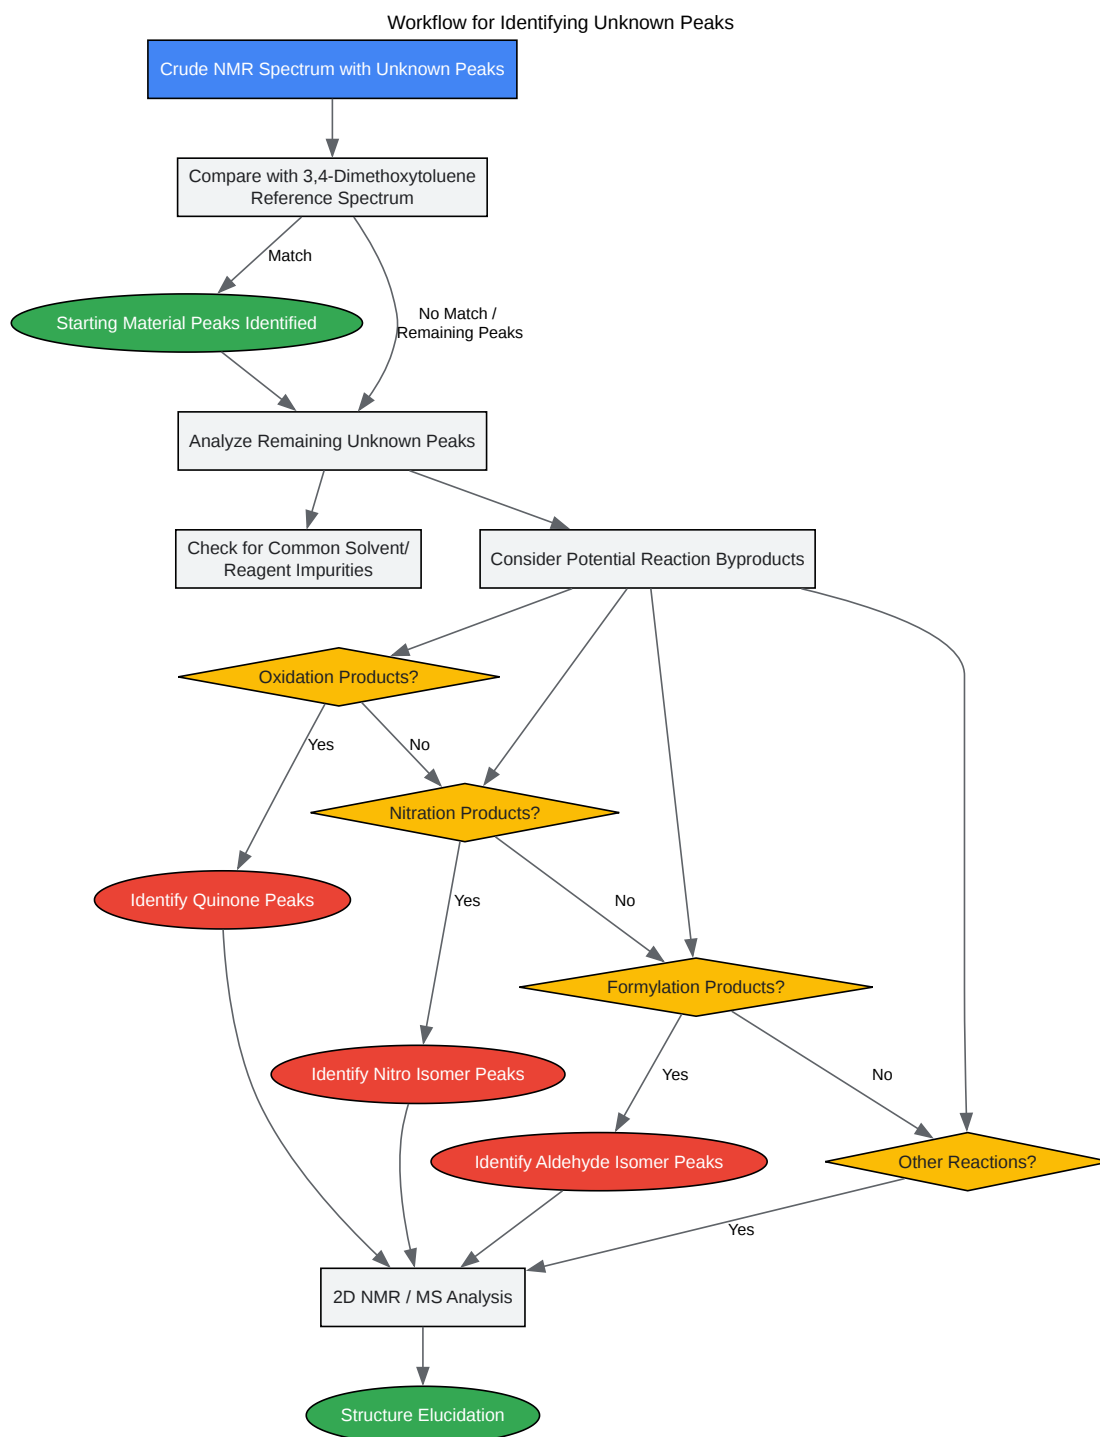 Workflow for Identifying Unknown Peaks
Crude NMR Spectrum with Unknown Peaks
Compare with 3,4-Dimethoxytoluene
Reference Spectrum
Match
No Match /
Remaining Peaks
Starting Material Peaks Identified
Analyze Remaining Unknown Peaks
Check for Common Solvent/
Reagent Impurities
Consider Potential Reaction Byproducts
Oxidation Products?
Yes
No
Nitration Products?
Identify Quinone Peaks
Yes
No
Formylation Products?
Identify Nitro Isomer Peaks
Yes
No
Identify Aldehyde Isomer Peaks
Other Reactions?
Yes
2D NMR / MS Analysis
Structure Elucidation